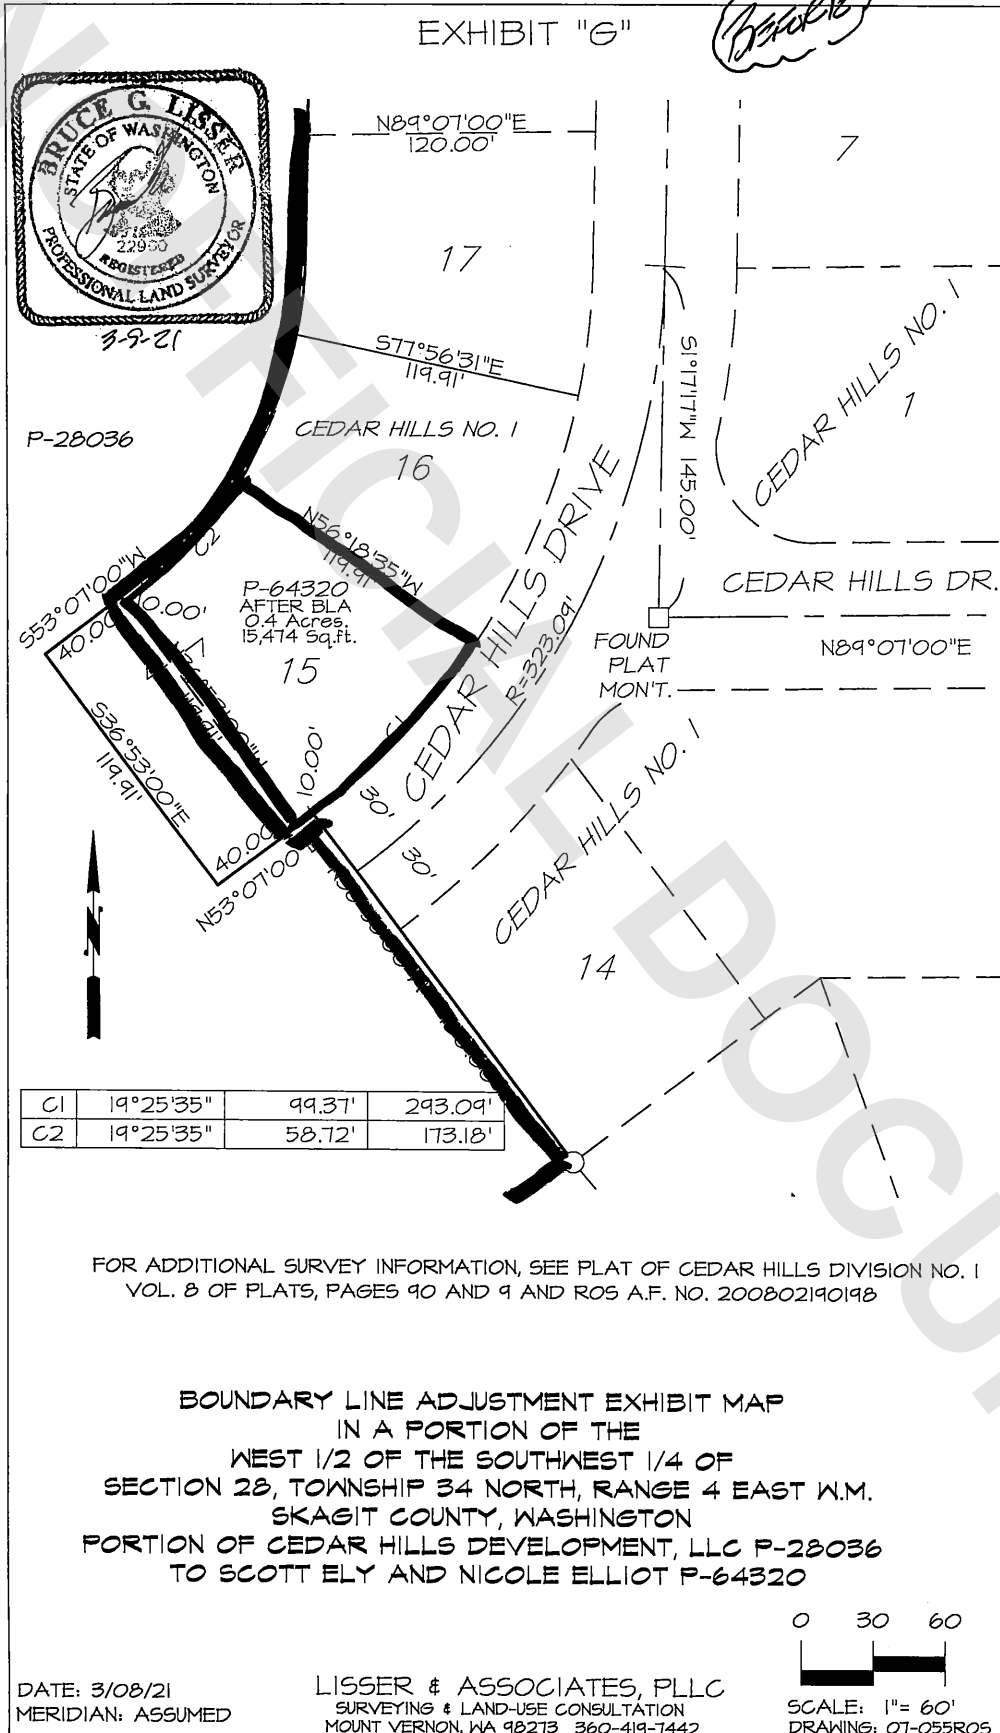 EXHIBIT "G"
BEFORE
BRUCE G. LISSER
STATE OF WASHINGTON
22960
REGISTERED
PROFESSIONAL LAND SURVEYOR
3-9-21
N89°07'00"E
120.00'
7
17
S77°56'31"E
119.91'
S1°17'17"W 145.00'
CEDAR HILLS NO. 1
1
P-28036
CEDAR HILLS NO. 1
16
CEDAR HILLS DRIVE
R=323.09'
N56°18'35"W
119.91'
C2
S53°07'00"W
10.00'
40.00'
P-64320
AFTER BLA
0.4 Acres.
15,474 Sq.ft.
15
CEDAR HILLS DR.
FOUND
PLAT
MON'T.
N89°07'00"E
S36°53'00"E
119.91'
C1
10.00'
30'
30'
40.00'
N53°07'00"E
CEDAR HILLS NO. 1
14
N
C1 19°25'35" 99.37' 293.09'
C2 19°25'35" 58.72' 173.18'
FOR ADDITIONAL SURVEY INFORMATION, SEE PLAT OF CEDAR HILLS DIVISION NO. 1
VOL. 8 OF PLATS, PAGES 90 AND 9 AND ROS A.F. NO. 200802190198
BOUNDARY LINE ADJUSTMENT EXHIBIT MAP
IN A PORTION OF THE
WEST 1/2 OF THE SOUTHWEST 1/4 OF
SECTION 28, TOWNSHIP 34 NORTH, RANGE 4 EAST W.M.
SKAGIT COUNTY, WASHINGTON
PORTION OF CEDAR HILLS DEVELOPMENT, LLC P-28036
TO SCOTT ELY AND NICOLE ELLIOT P-64320
0 30 60
DATE: 3/08/21
MERIDIAN: ASSUMED
LISSER & ASSOCIATES, PLLC
SURVEYING & LAND-USE CONSULTATION
MOUNT VERNON, WA 98273 360-419-7442
SCALE: 1"= 60'
DRAWING: 07-055ROS